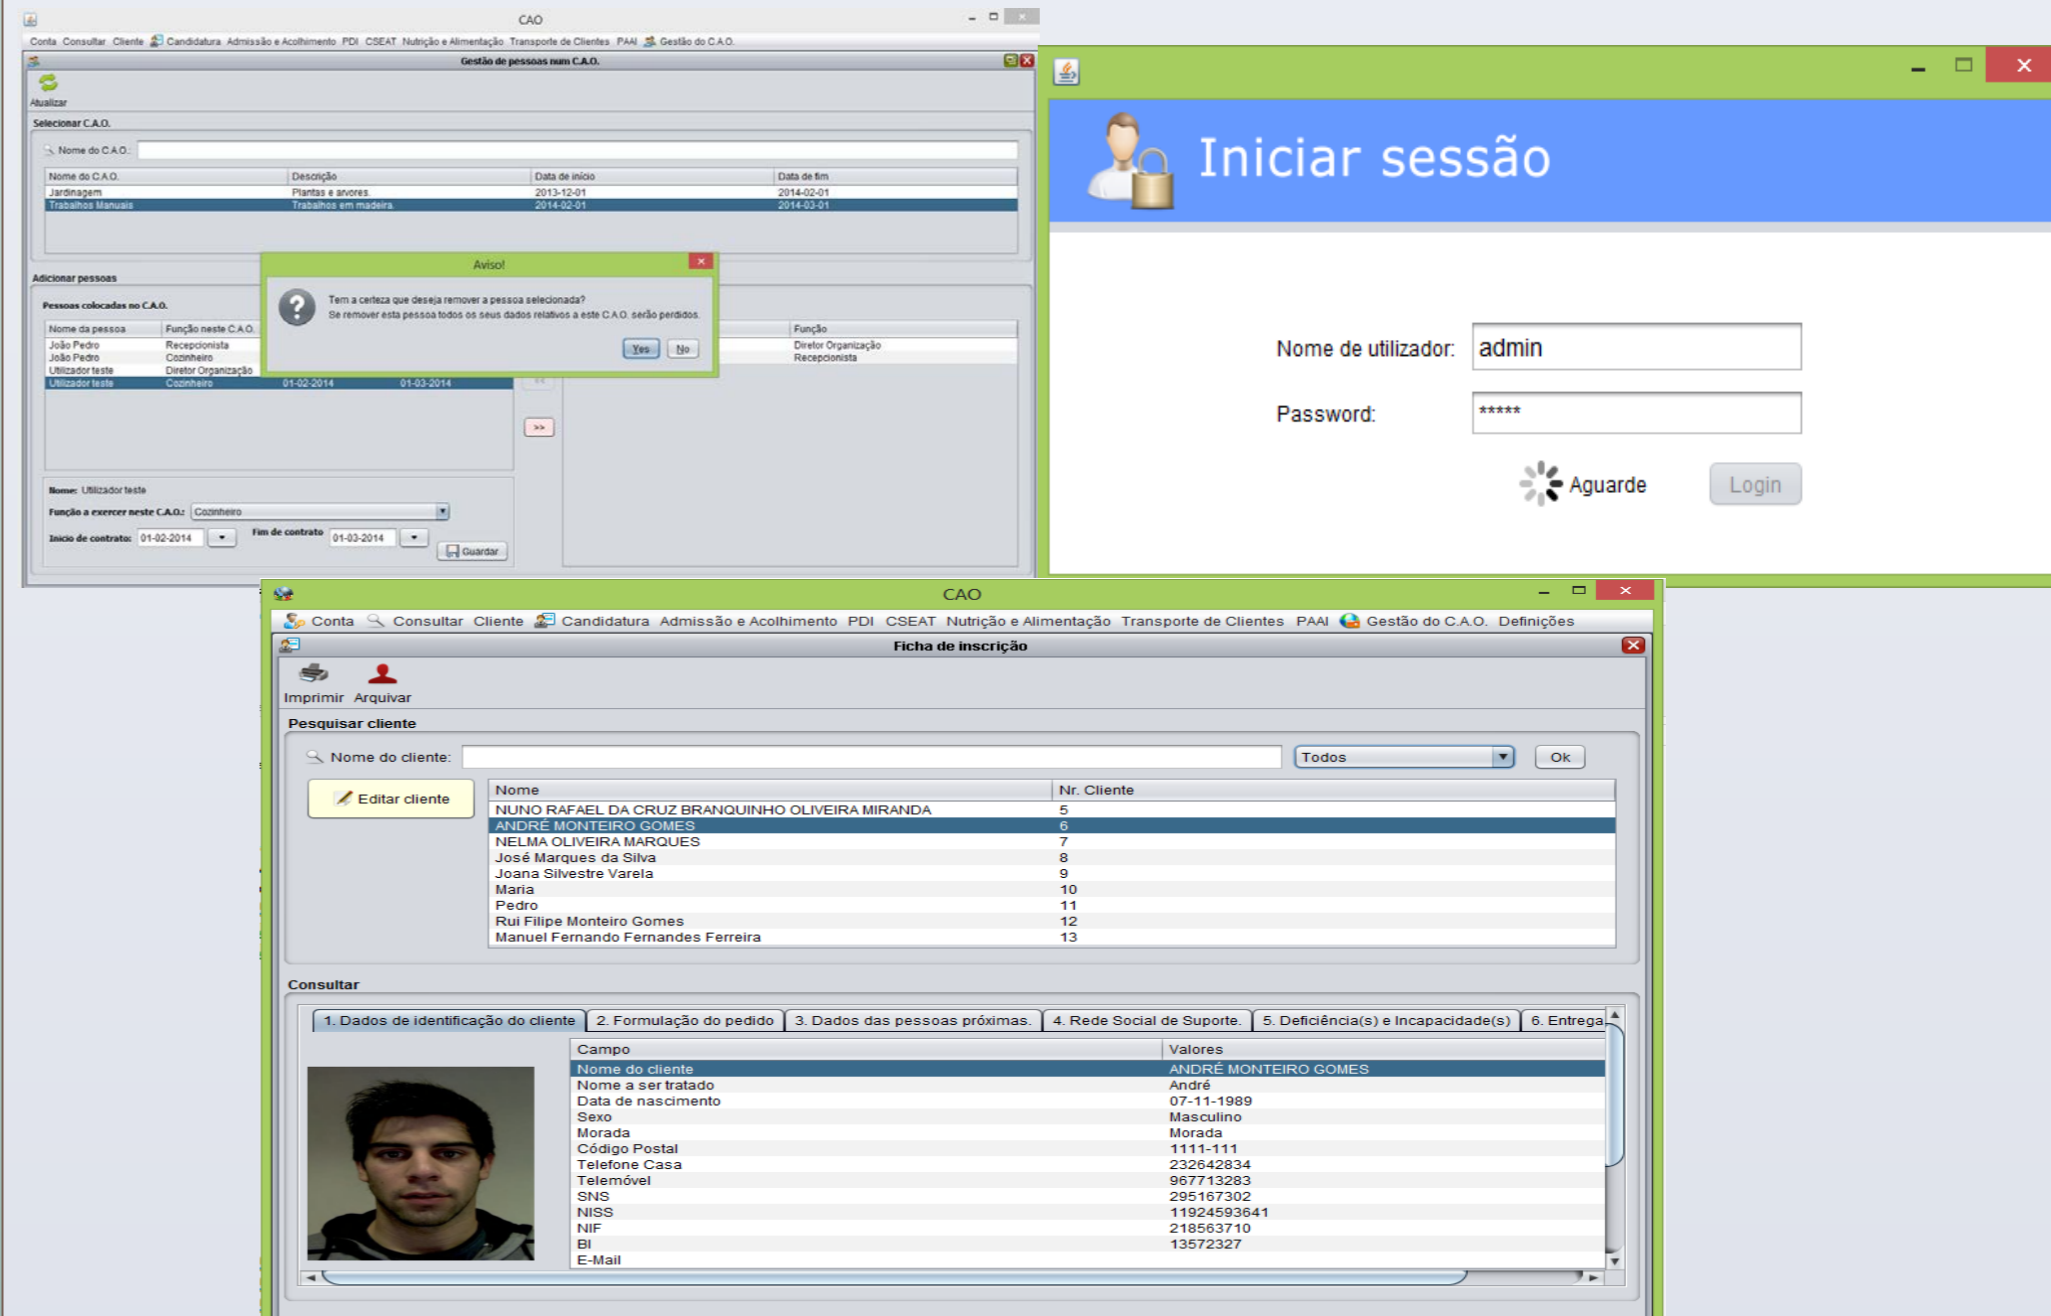 CAO
Conta Consultar Cliente Candidatura Admissão e Acolhimento PDI CSEAT Nutrição e Alimentação Transporte de Clientes PAAI Gestão do C.A.O.
Gestão de pessoas num C.A.O.
Atualizar
Selecionar C.A.O.
Nome do C.A.O.:
Nome do C.A.O. Descrição Data de início Data de fim
Jardinagem Plantas e arvores. 2013-12-01 2014-02-01
Trabalhos Manuais Trabalhos em madeira. 2014-02-01 2014-03-01
Aviso!
Tem a certeza que deseja remover a pessoa selecionada?
Se remover esta pessoa todos os seus dados relativos a este C.A.O. serão perdidos.
Yes No
Adicionar pessoas
Pessoas colocadas no C.A.O.
Nome da pessoa Função neste C.A.O. Função
João Pedro Recepcionista Diretor Organização
João Pedro Cozinheiro Recepcionista
Utilizador teste Diretor Organização
Utilizador teste Cozinheiro 01-02-2014 01-03-2014
<<
>>
Nome: Utilizador teste
Função a exercer neste C.A.O.: Cozinheiro
Inicio de contrato: 01-02-2014 Fim de contrato 01-03-2014
Guardar
Iniciar sessão
Nome de utilizador: admin
Password: *****
Aguarde Login
CAO
Conta Consultar Cliente Candidatura Admissão e Acolhimento PDI CSEAT Nutrição e Alimentação Transporte de Clientes PAAI Gestão do C.A.O. Definições
Ficha de inscrição
Imprimir Arquivar
Pesquisar cliente
Nome do cliente: Todos Ok
Editar cliente
Nome Nr. Cliente
NUNO RAFAEL DA CRUZ BRANQUINHO OLIVEIRA MIRANDA 5
ANDRÉ MONTEIRO GOMES 6
NELMA OLIVEIRA MARQUES 7
José Marques da Silva 8
Joana Silvestre Varela 9
Maria 10
Pedro 11
Rui Filipe Monteiro Gomes 12
Manuel Fernando Fernandes Ferreira 13
Consultar
1. Dados de identificação do cliente 2. Formulação do pedido 3. Dados das pessoas próximas. 4. Rede Social de Suporte. 5. Deficiência(s) e Incapacidade(s) 6. Entrega
Campo Valores
Nome do cliente ANDRÉ MONTEIRO GOMES
Nome a ser tratado André
Data de nascimento 07-11-1989
Sexo Masculino
Morada Morada
Código Postal 1111-111
Telefone Casa 232642834
Telemóvel 967713283
SNS 295167302
NISS 11924593641
NIF 218563710
BI 13572327
E-Mail